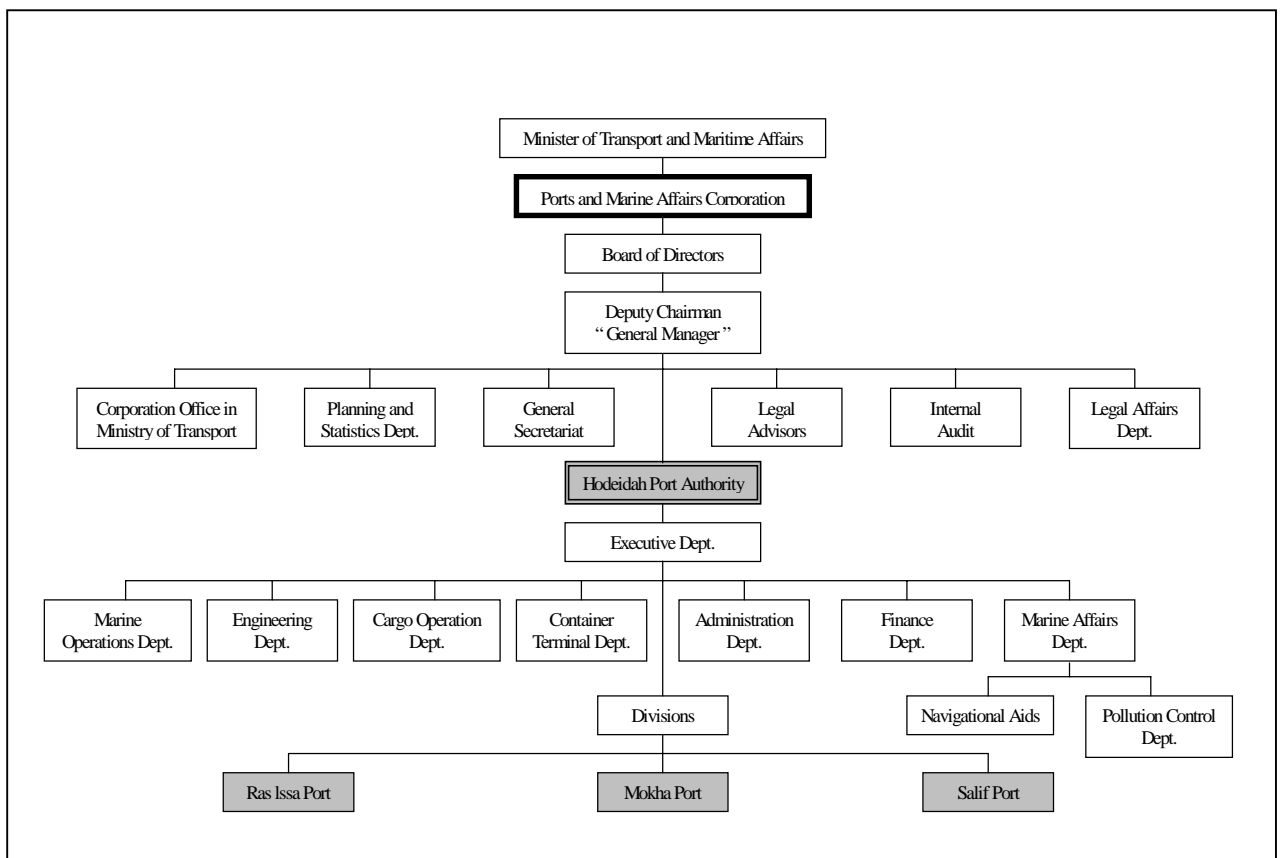 Minister of Transport and Maritime Affairs
Ports and Marine Affairs Corporation
Board of Directors
Deputy Chairman
“ General Manager ”
Corporation Office in
Ministry of Transport
Planning and
Statistics Dept.
General
Secretariat
Legal
Advisors
Internal
Audit
Legal Affairs
Dept.
Hodeidah Port Authority
Executive Dept.
Marine
Operations Dept.
Engineering
Dept.
Cargo Operation
Dept.
Container
Terminal Dept.
Administration
Dept.
Finance
Dept.
Marine Affairs
Dept.
Divisions
Navigational Aids
Pollution Control
Dept.
Ras Issa Port
Mokha Port
Salif Port